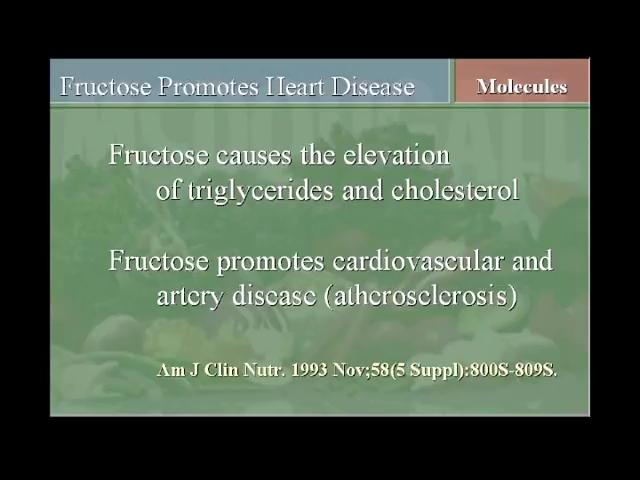 Fructose Promotes Heart Disease
Molecules
Fructose causes the elevation
of triglycerides and cholesterol
Fructose promotes cardiovascular and
artery disease (atherosclerosis)
Am J Clin Nutr. 1993 Nov;58(5 Suppl):800S-809S.